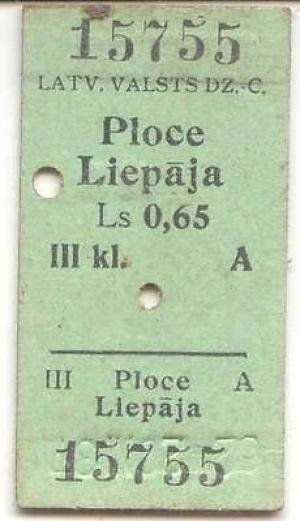 15755
LATV. VALSTS DZ.-C.
Ploce
Liepāja
Ls 0,65
III kl. A
III Ploce A
Liepāja
15755